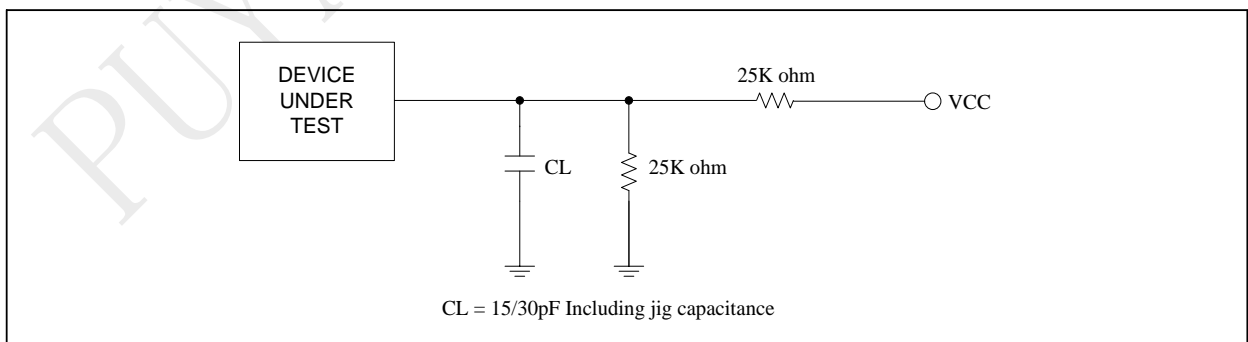 DEVICE
UNDER
TEST
25K ohm
VCC
CL
25K ohm
CL = 15/30pF Including jig capacitance